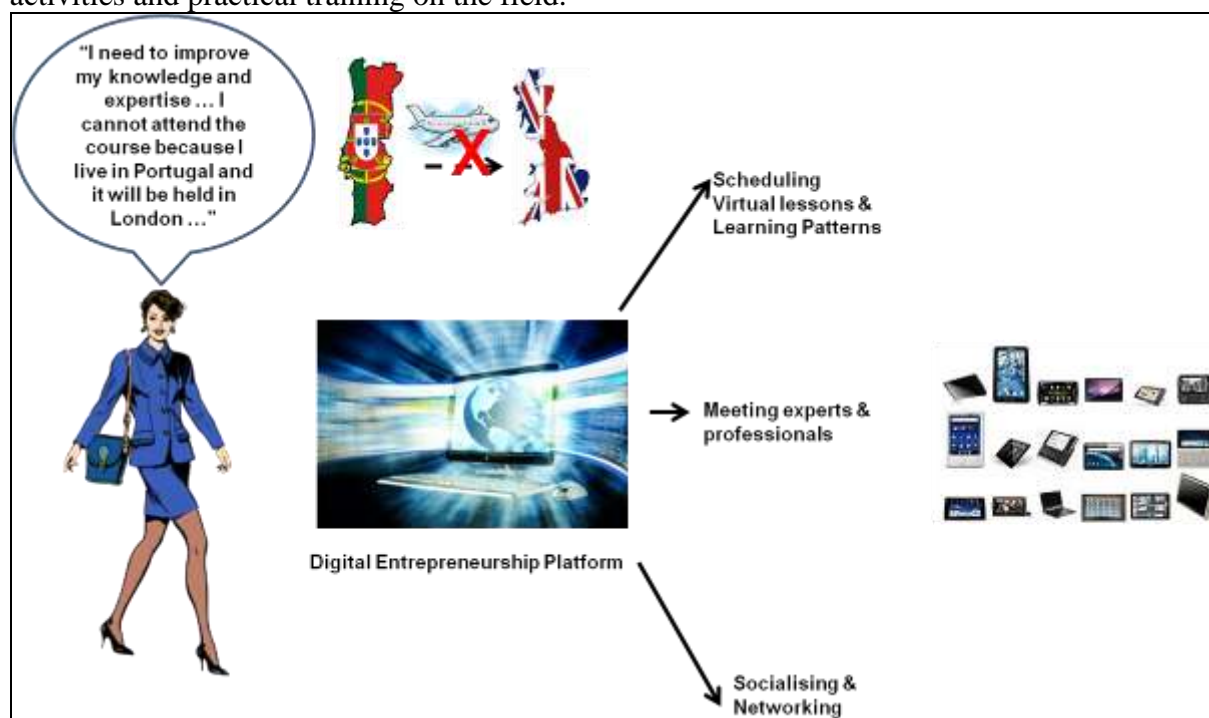 activities and practical training on the field.
“I need to improve
my knowledge and
expertise ... I
cannot attend the
course because I
live in Portugal and
it will be held in
London ...”
X
Scheduling
Virtual lessons &
Learning Patterns
Meeting experts &
professionals
Digital Entrepreneurship Platform
Socialising &
Networking